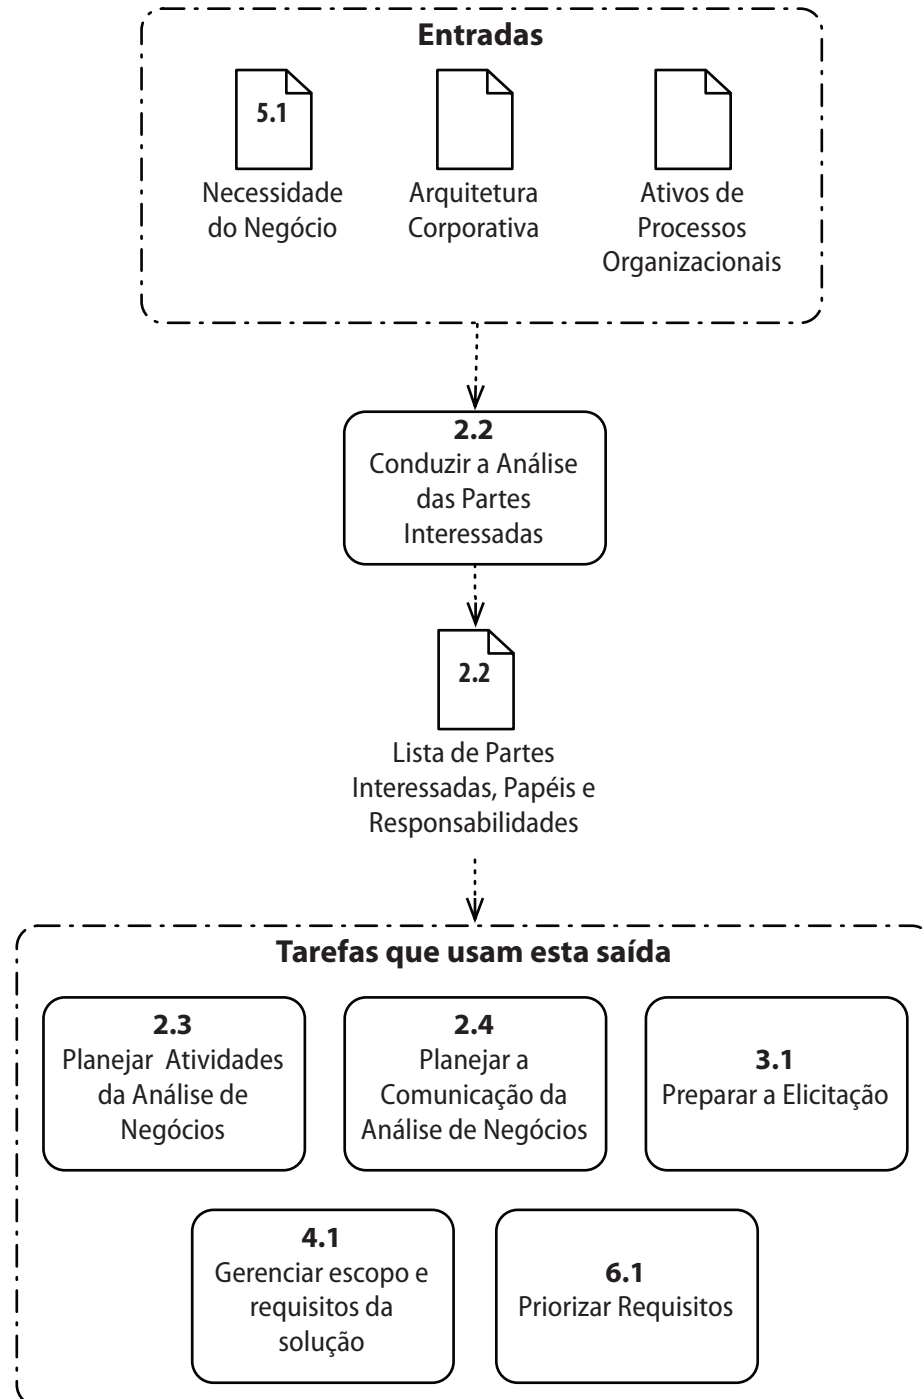 Entradas
5.1
Necessidade
do Negócio
Arquitetura
Corporativa
Ativos de
Processos
Organizacionais
2.2
Conduzir a Análise
das Partes
Interessadas
2.2
Lista de Partes
Interessadas, Papéis e
Responsabilidades
Tarefas que usam esta saída
2.3
Planejar Atividades
da Análise de
Negócios
2.4
Planejar a
Comunicação da
Análise de Negócios
3.1
Preparar a Elicitação
4.1
Gerenciar escopo e
requisitos da
solução
6.1
Priorizar Requisitos